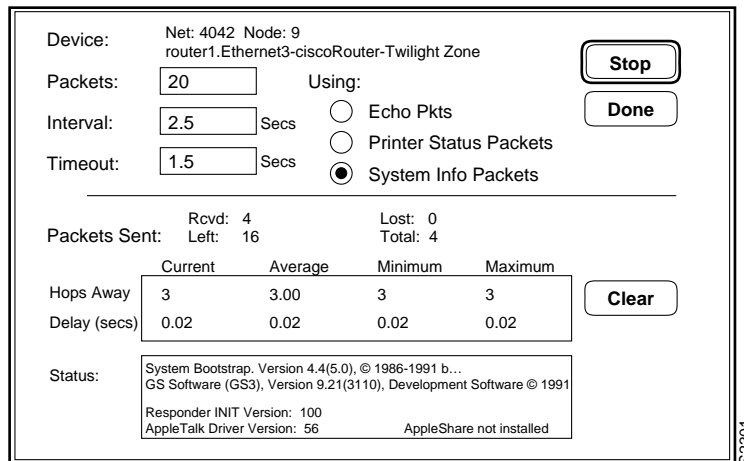 Device: Net: 4042 Node: 9
router1.Ethernet3-ciscoRouter-Twilight Zone
Stop
Packets: 20 Using:
Echo Pkts
Done
Interval: 2.5 Secs
Printer Status Packets
Timeout: 1.5 Secs
System Info Packets
Packets Sent: Rcvd: 4 Lost: 0
Left: 16 Total: 4
Current Average Minimum Maximum
Hops Away 3 3.00 3 3
Clear
Delay (secs) 0.02 0.02 0.02 0.02
Status: System Bootstrap. Version 4.4(5.0), © 1986-1991 b…
GS Software (GS3), Version 9.21(3110), Development Software © 1991
Responder INIT Version: 100
AppleTalk Driver Version: 56 AppleShare not installed